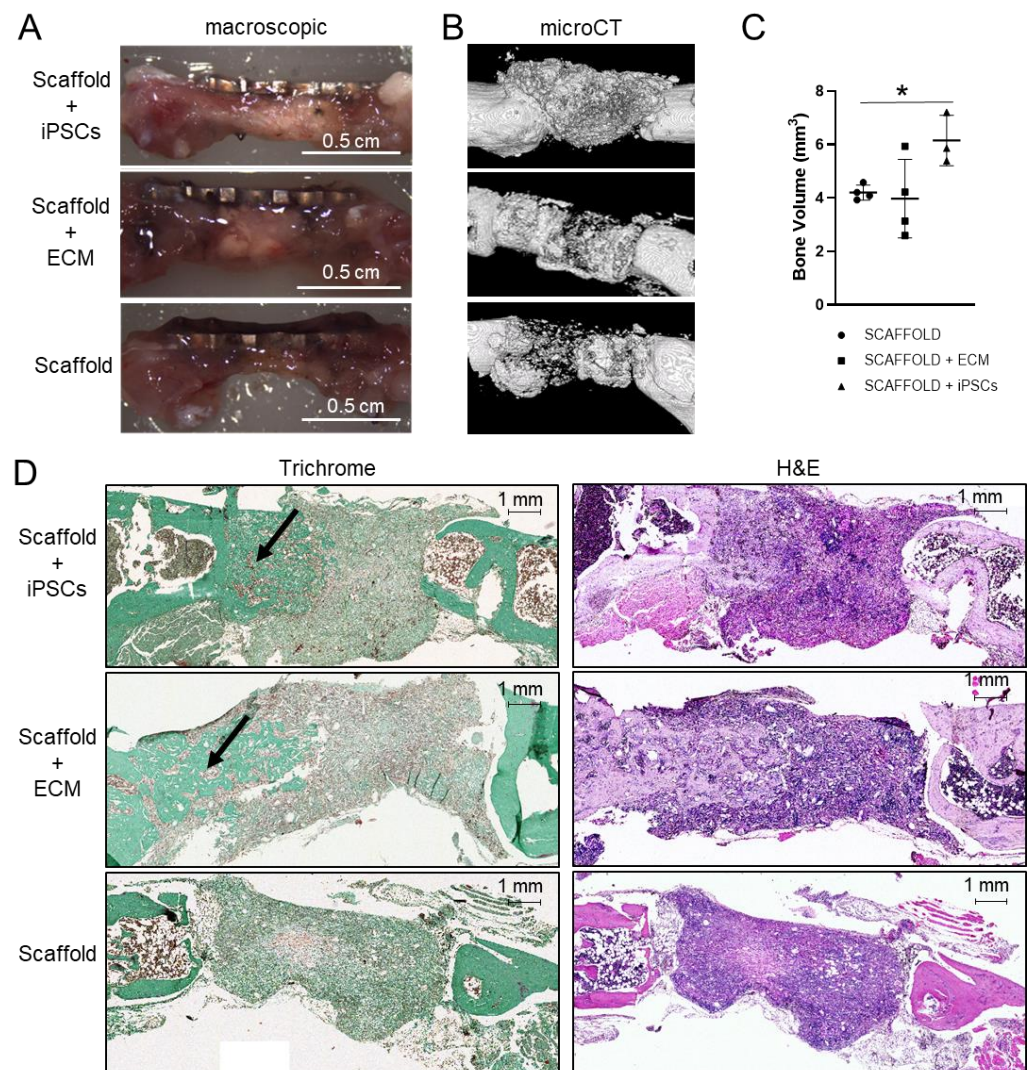 A
macroscopic
Scaffold
+
iPSCs
0.5 cm
Scaffold
+
ECM
0.5 cm
Scaffold
0.5 cm
B
microCT
C
Bone Volume (mm³)
8
6
4
2
0
*
SCAFFOLD
SCAFFOLD + ECM
SCAFFOLD + iPSCs
D
Trichrome
H&E
Scaffold
+
iPSCs
1 mm
1 mm
Scaffold
+
ECM
1 mm
1 mm
Scaffold
1 mm
1 mm